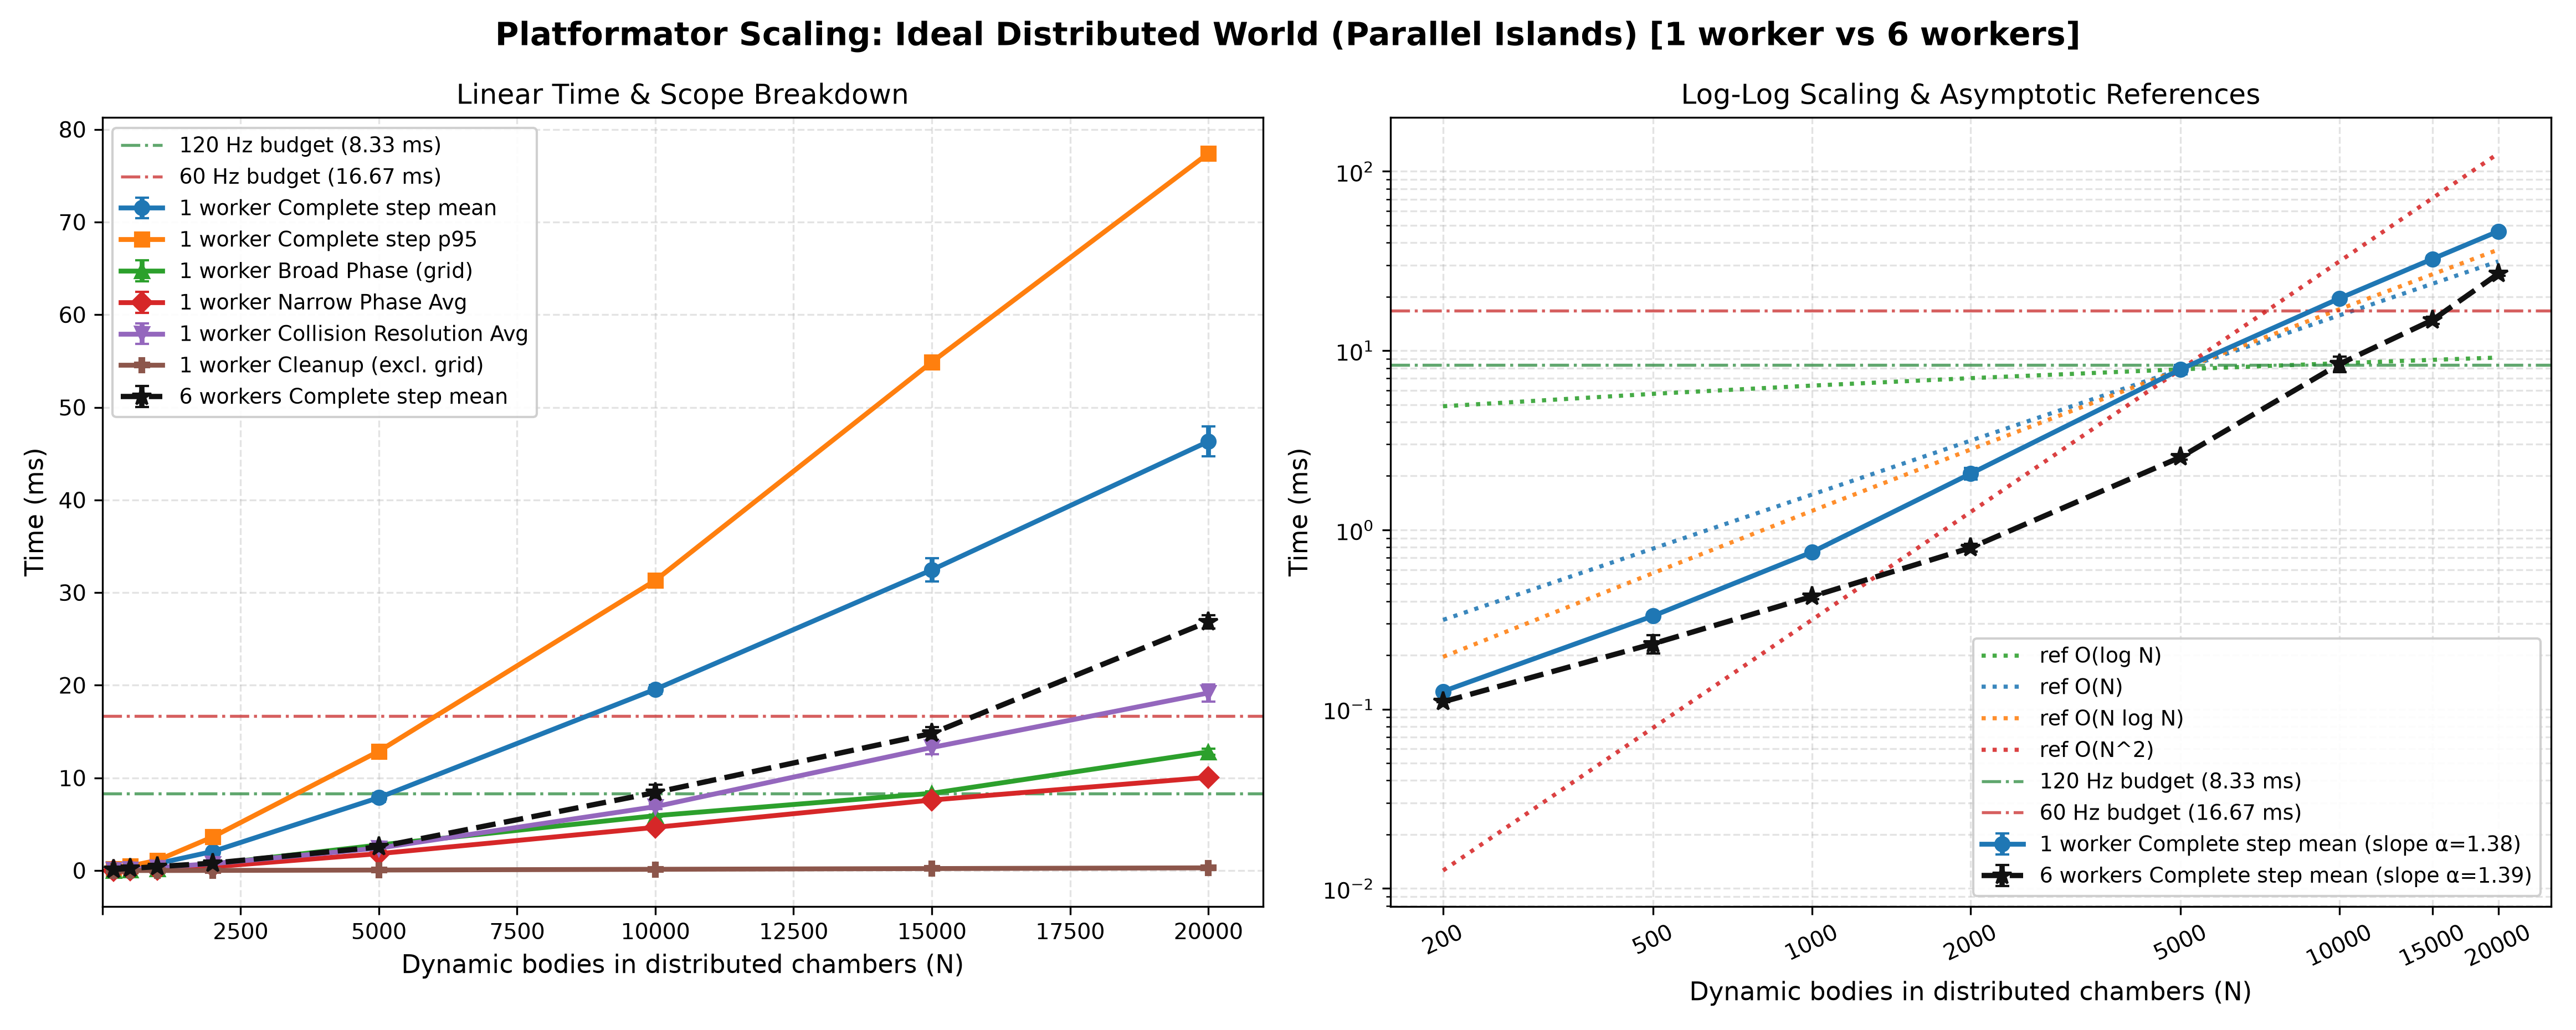 Platformator Scaling: Ideal Distributed World (Parallel Islands) [1 worker vs 6 workers]
Linear Time & Scope Breakdown
80
70
60
50
40
30
20
10
0
Time (ms)
120 Hz budget (8.33 ms)
60 Hz budget (16.67 ms)
1 worker Complete step mean
1 worker Complete step p95
1 worker Broad Phase (grid)
1 worker Narrow Phase Avg
1 worker Collision Resolution Avg
1 worker Cleanup (excl. grid)
6 workers Complete step mean
2500
5000
7500
10000
12500
15000
17500
20000
Dynamic bodies in distributed chambers (N)
Log-Log Scaling & Asymptotic References
10²
10¹
10⁰
10⁻¹
10⁻²
Time (ms)
ref O(log N)
ref O(N)
ref O(N log N)
ref O(N^2)
120 Hz budget (8.33 ms)
60 Hz budget (16.67 ms)
1 worker Complete step mean (slope α=1.38)
6 workers Complete step mean (slope α=1.39)
200
500
1000
2000
5000
10000
15000
20000
Dynamic bodies in distributed chambers (N)